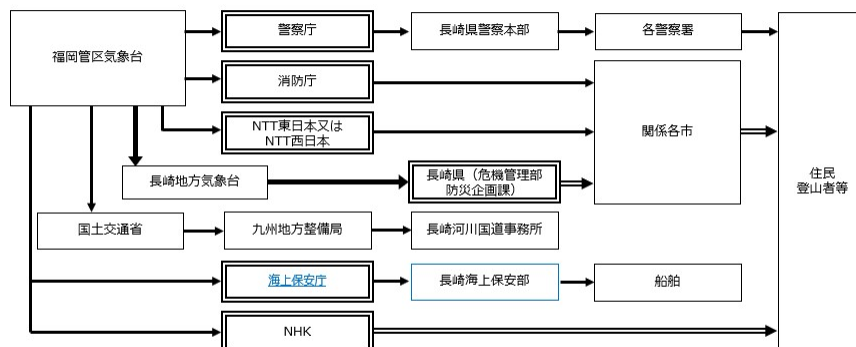 福岡管区気象台
警察庁
長崎県警察本部
各警察署
消防庁
NTT東日本又は
NTT西日本
関係各市
長崎地方気象台
長崎県（危機管理部
防災企画課）
住民
登山者等
国土交通省
九州地方整備局
長崎河川国道事務所
海上保安庁
長崎海上保安部
船舶
NHK